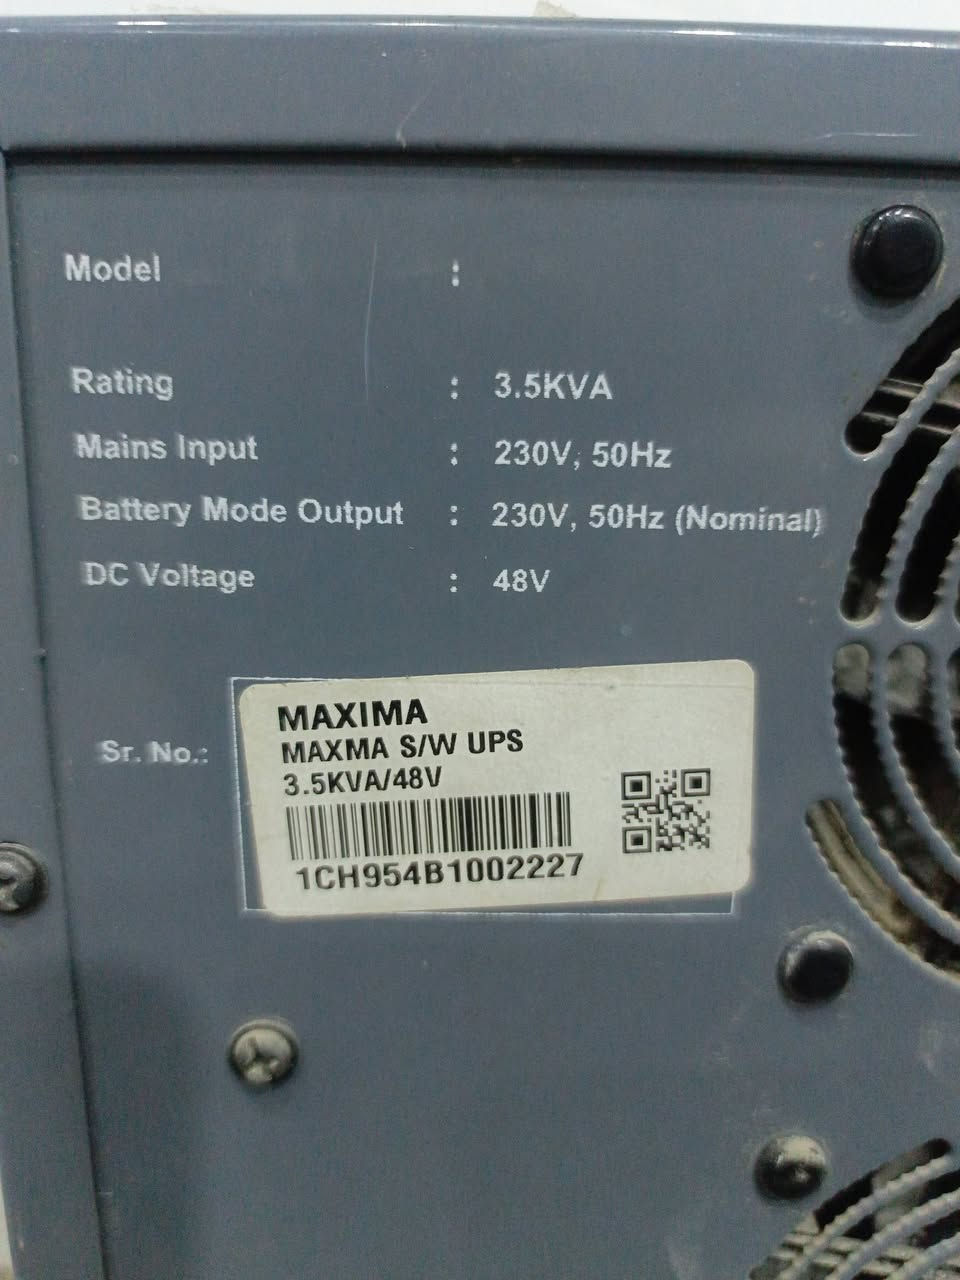 Model :
Rating : 3.5KVA
Mains Input : 230V, 50Hz
Battery Mode Output : 230V, 50Hz (Nominal)
DC Voltage : 48V
Sr. No.:
MAXIMA
MAXMA S/W UPS
3.5KVA/48V
1CH954B1002227